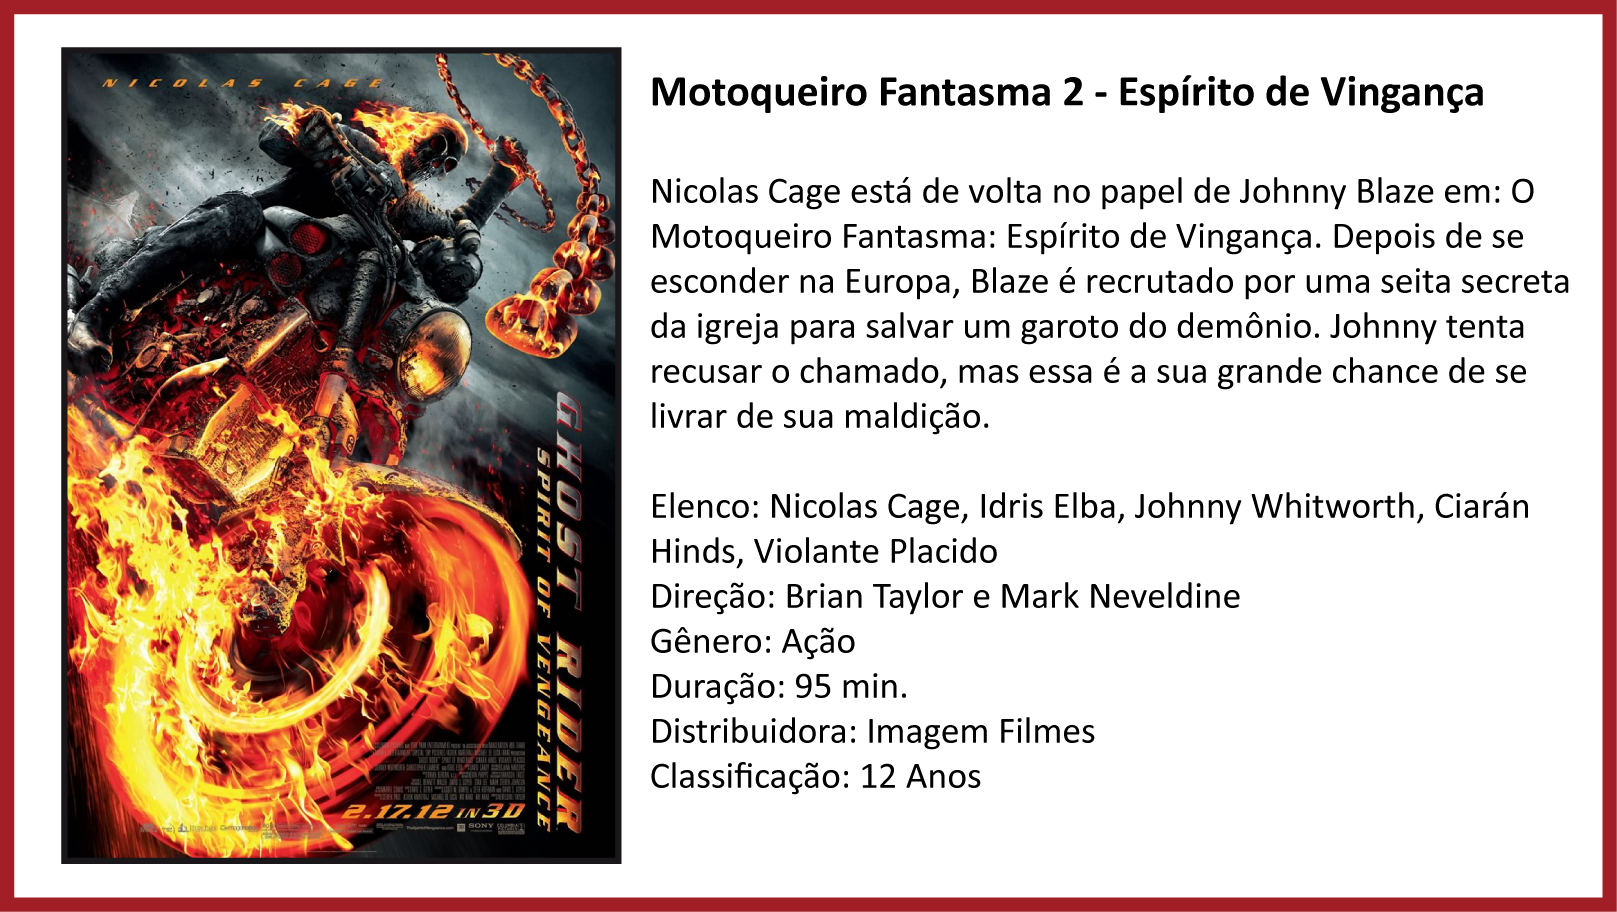 NICOLAS CAGE
GHOST RIDER
SPIRIT OF VENGEANCE
2.17.12 IN 3D
SONY
Motoqueiro Fantasma 2 - Espírito de Vingança
Nicolas Cage está de volta no papel de Johnny Blaze em: O
Motoqueiro Fantasma: Espírito de Vingança. Depois de se
esconder na Europa, Blaze é recrutado por uma seita secreta
da igreja para salvar um garoto do demônio. Johnny tenta
recusar o chamado, mas essa é a sua grande chance de se
livrar de sua maldição.
Elenco: Nicolas Cage, Idris Elba, Johnny Whitworth, Ciarán
Hinds, Violante Placido
Direção: Brian Taylor e Mark Neveldine
Gênero: Ação
Duração: 95 min.
Distribuidora: Imagem Filmes
Classificação: 12 Anos